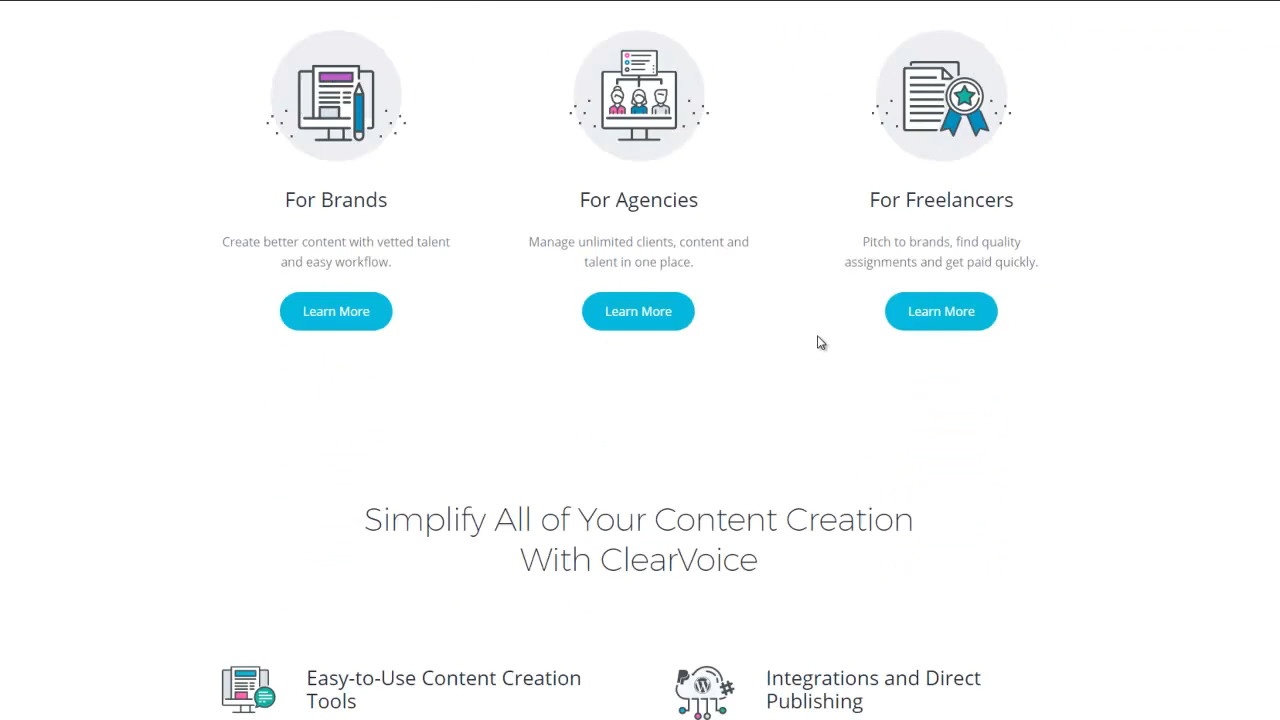 For Brands
For Agencies
For Freelancers
Create better content with vetted talent
and easy workflow.
Manage unlimited clients, content and
talent in one place.
Pitch to brands, find quality
assignments and get paid quickly.
Learn More
Learn More
Learn More
Simplify All of Your Content Creation
With ClearVoice
Easy-to-Use Content Creation
Tools
Integrations and Direct
Publishing